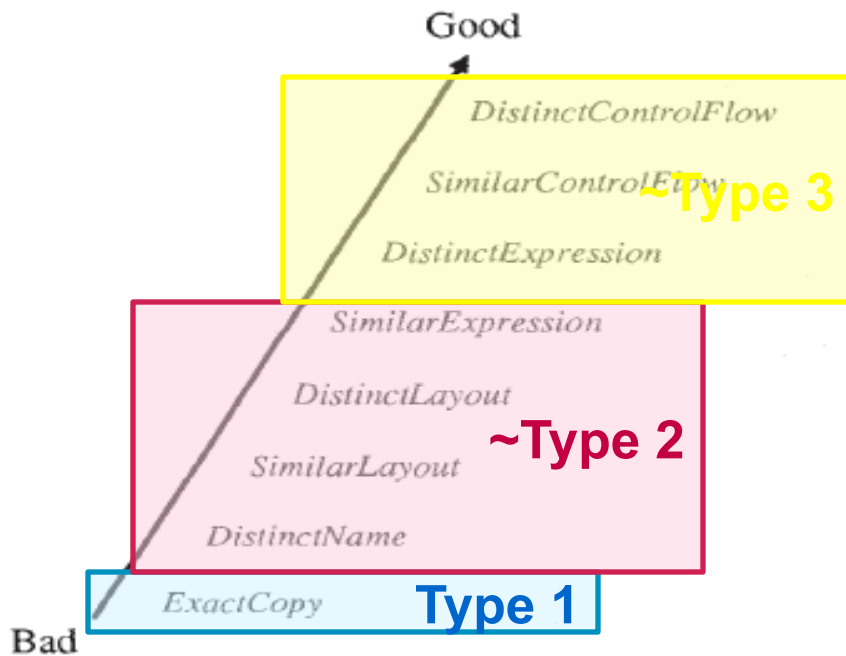 Good
DistinctControlFlow
SimilarControlFlow
~Type 3
DistinctExpression
SimilarExpression
DistinctLayout
~Type 2
SimilarLayout
DistinctName
ExactCopy Type 1
Bad